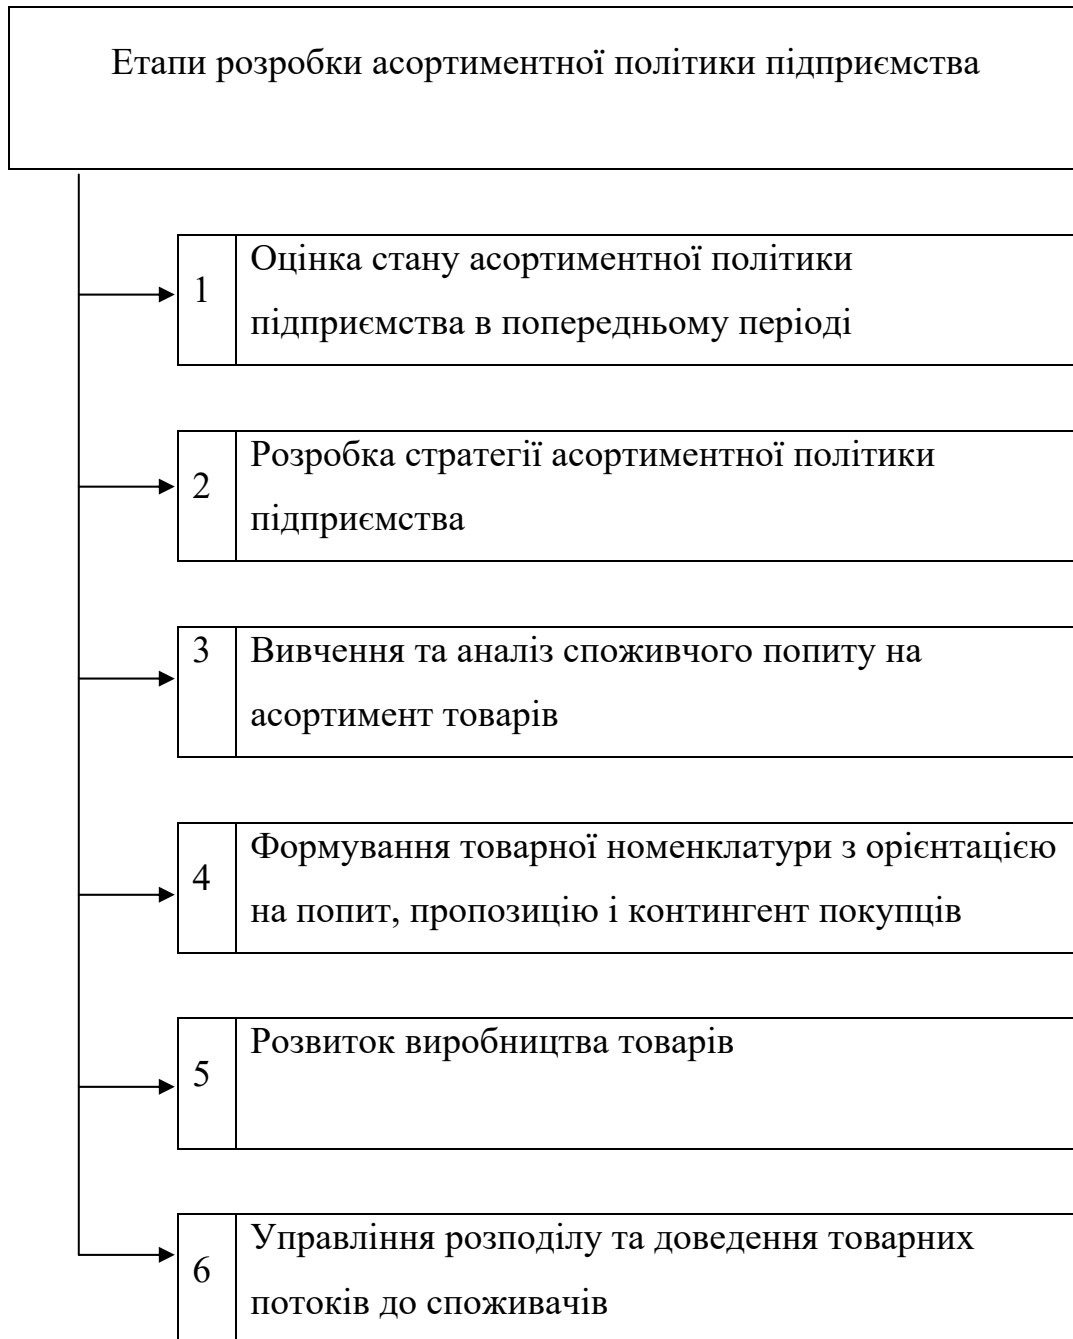 Етапи розробки асортиментної політики підприємства
1
Оцінка стану асортиментної політики
підприємства в попередньому періоді
2
Розробка стратегії асортиментної політики
підприємства
3
Вивчення та аналіз споживчого попиту на
асортимент товарів
4
Формування товарної номенклатури з орієнтацією
на попит, пропозицію і контингент покупців
5
Розвиток виробництва товарів
6
Управління розподілу та доведення товарних
потоків до споживачів